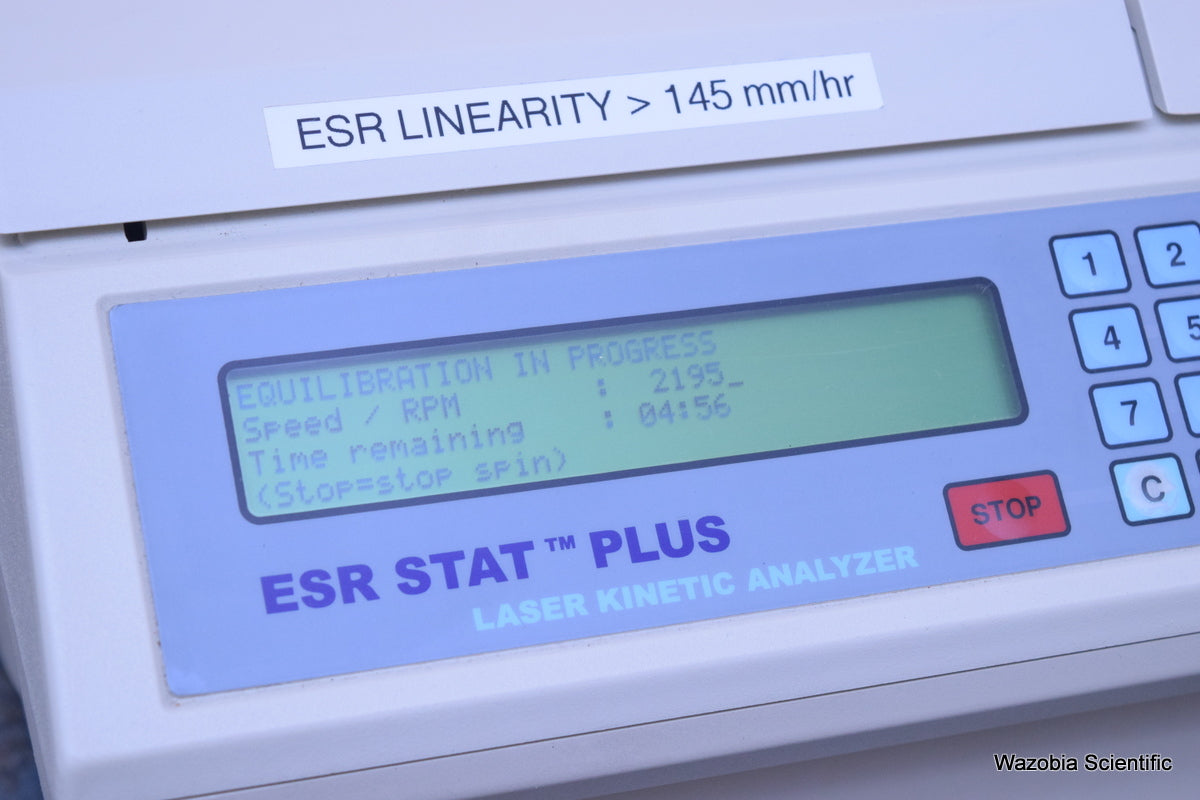 ESR LINEARITY > 145 mm/hr
EQUILIBRATION IN PROGRESS
Speed / RPM : 2195_
Time remaining : 04:56
(Stop=stop spin)
ESR STAT™ PLUS
LASER KINETIC ANALYZER
STOP
1 2
4 5
7
C
Wazobia Scientific